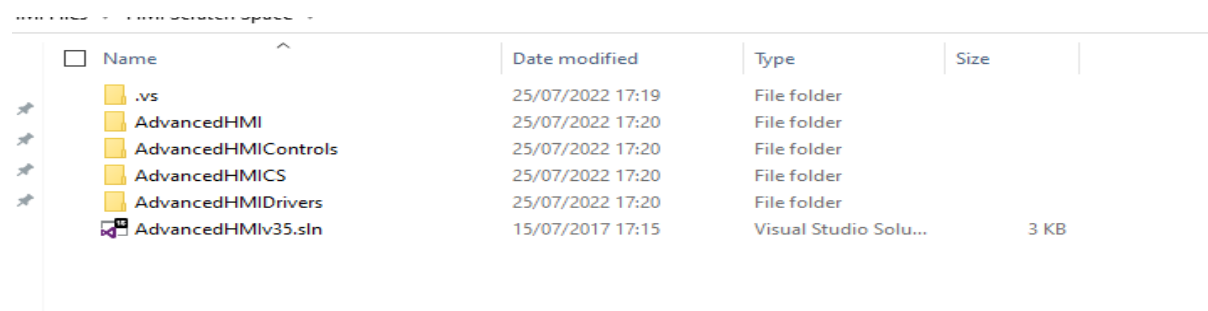 Name Date modified Type Size
.vs 25/07/2022 17:19 File folder
AdvancedHMI 25/07/2022 17:20 File folder
AdvancedHMIControls 25/07/2022 17:20 File folder
AdvancedHMICS 25/07/2022 17:20 File folder
AdvancedHMIDrivers 25/07/2022 17:20 File folder
AdvancedHMIv35.sln 15/07/2017 17:15 Visual Studio Solu... 3 KB